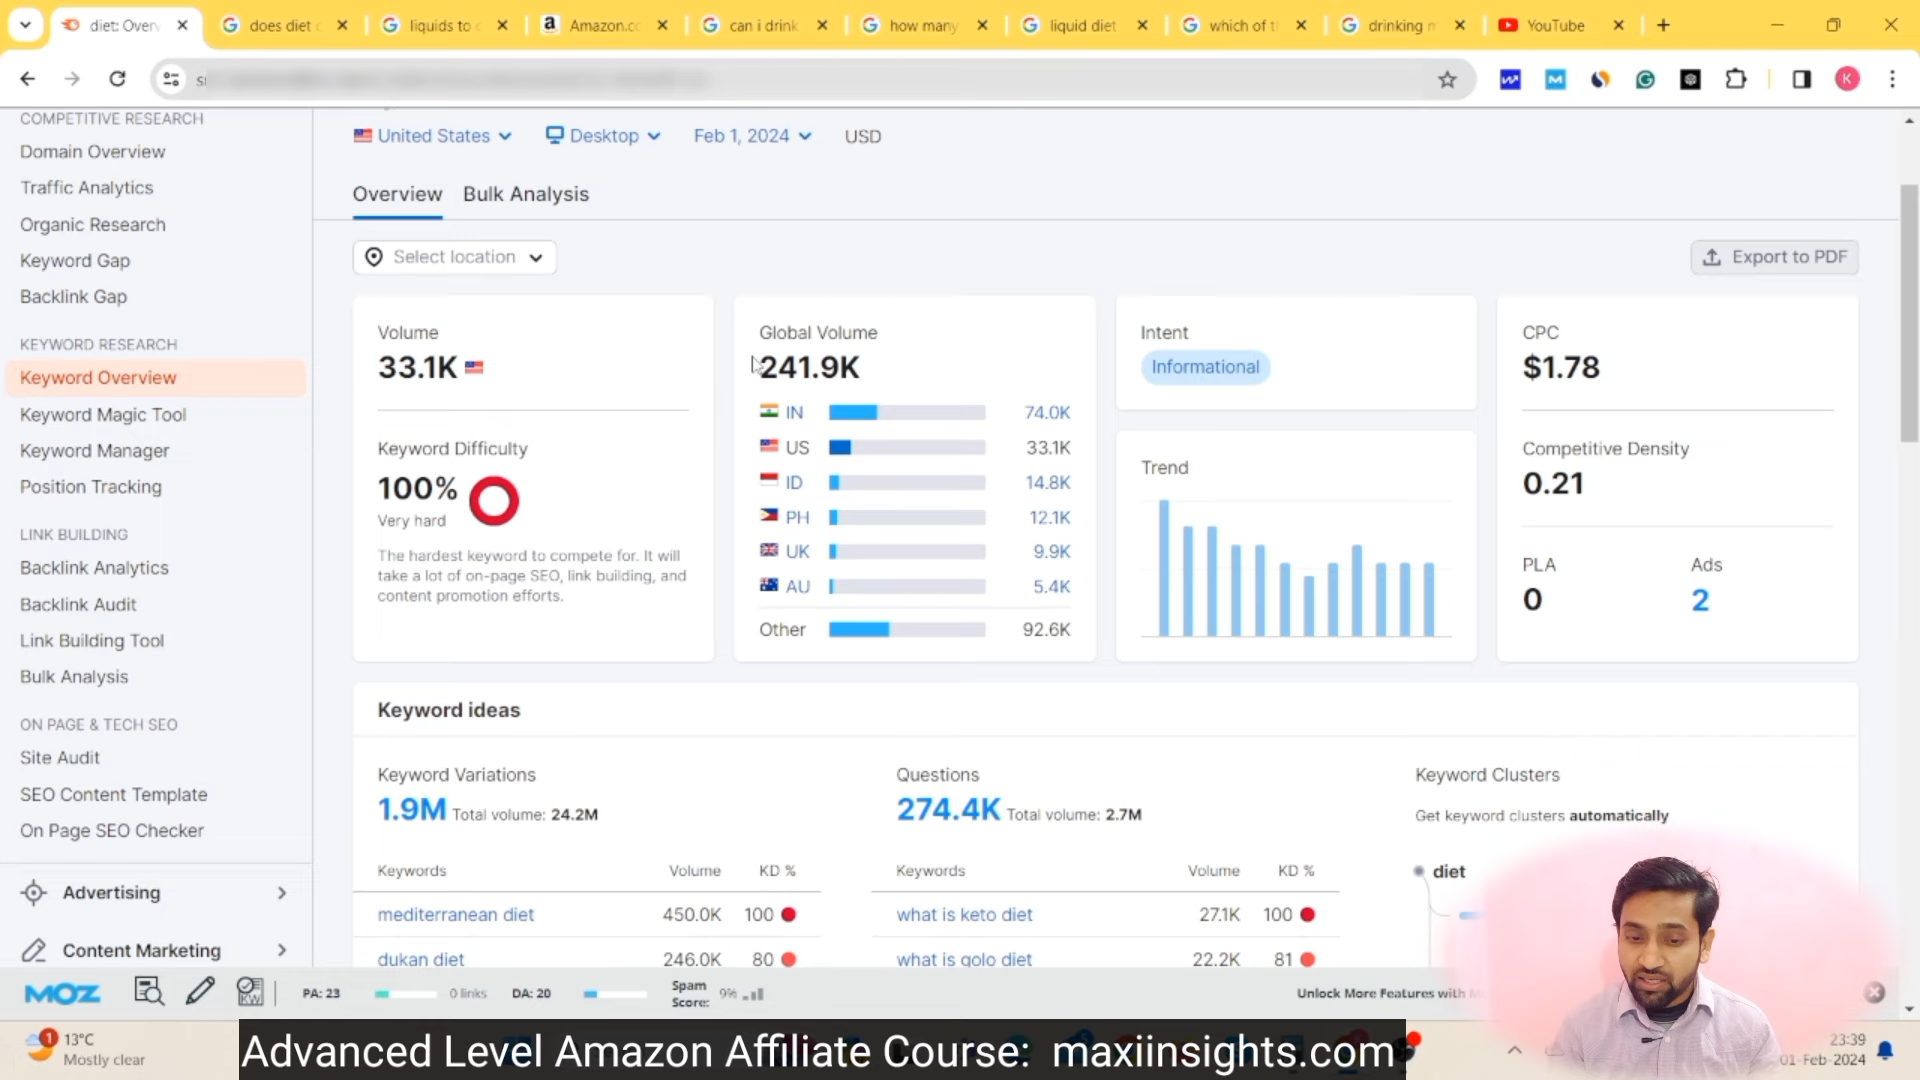 diet: Overv
does diet c
liquids to c
Amazon.co
can i drink
how many
liquid diet
which of t
drinking m
YouTube
K
COMPETITIVE RESEARCH
Domain Overview
Traffic Analytics
Organic Research
Keyword Gap
Backlink Gap
KEYWORD RESEARCH
Keyword Overview
Keyword Magic Tool
Keyword Manager
Position Tracking
LINK BUILDING
Backlink Analytics
Backlink Audit
Link Building Tool
Bulk Analysis
ON PAGE & TECH SEO
Site Audit
SEO Content Template
On Page SEO Checker
Advertising
Content Marketing
United States Desktop Feb 1, 2024 USD
Overview Bulk Analysis
Select location
Export to PDF
Volume
33.1K
Keyword Difficulty
100%
Very hard
The hardest keyword to compete for. It will
take a lot of on-page SEO, link building, and
content promotion efforts.
Global Volume
241.9K
IN 74.0K
US 33.1K
ID 14.8K
PH 12.1K
UK 9.9K
AU 5.4K
Other 92.6K
Intent
Informational
Trend
CPC
$1.78
Competitive Density
0.21
PLA Ads
0 2
Keyword ideas
Keyword Variations
1.9M Total volume: 24.2M
Keywords Volume KD %
mediterranean diet 450.0K 100
dukan diet 246.0K 80
Questions
274.4K Total volume: 2.7M
Keywords Volume KD %
what is keto diet 27.1K 100
what is golo diet 22.2K 81
Keyword Clusters
Get keyword clusters automatically
diet
MOZ
KW
PA: 23 0 links DA: 20 Spam
Score: 9%
Unlock More Features with M
1
13°C
Mostly clear
Advanced Level Amazon Affiliate Course: maxiinsights.com
23:39
01-Feb-2024